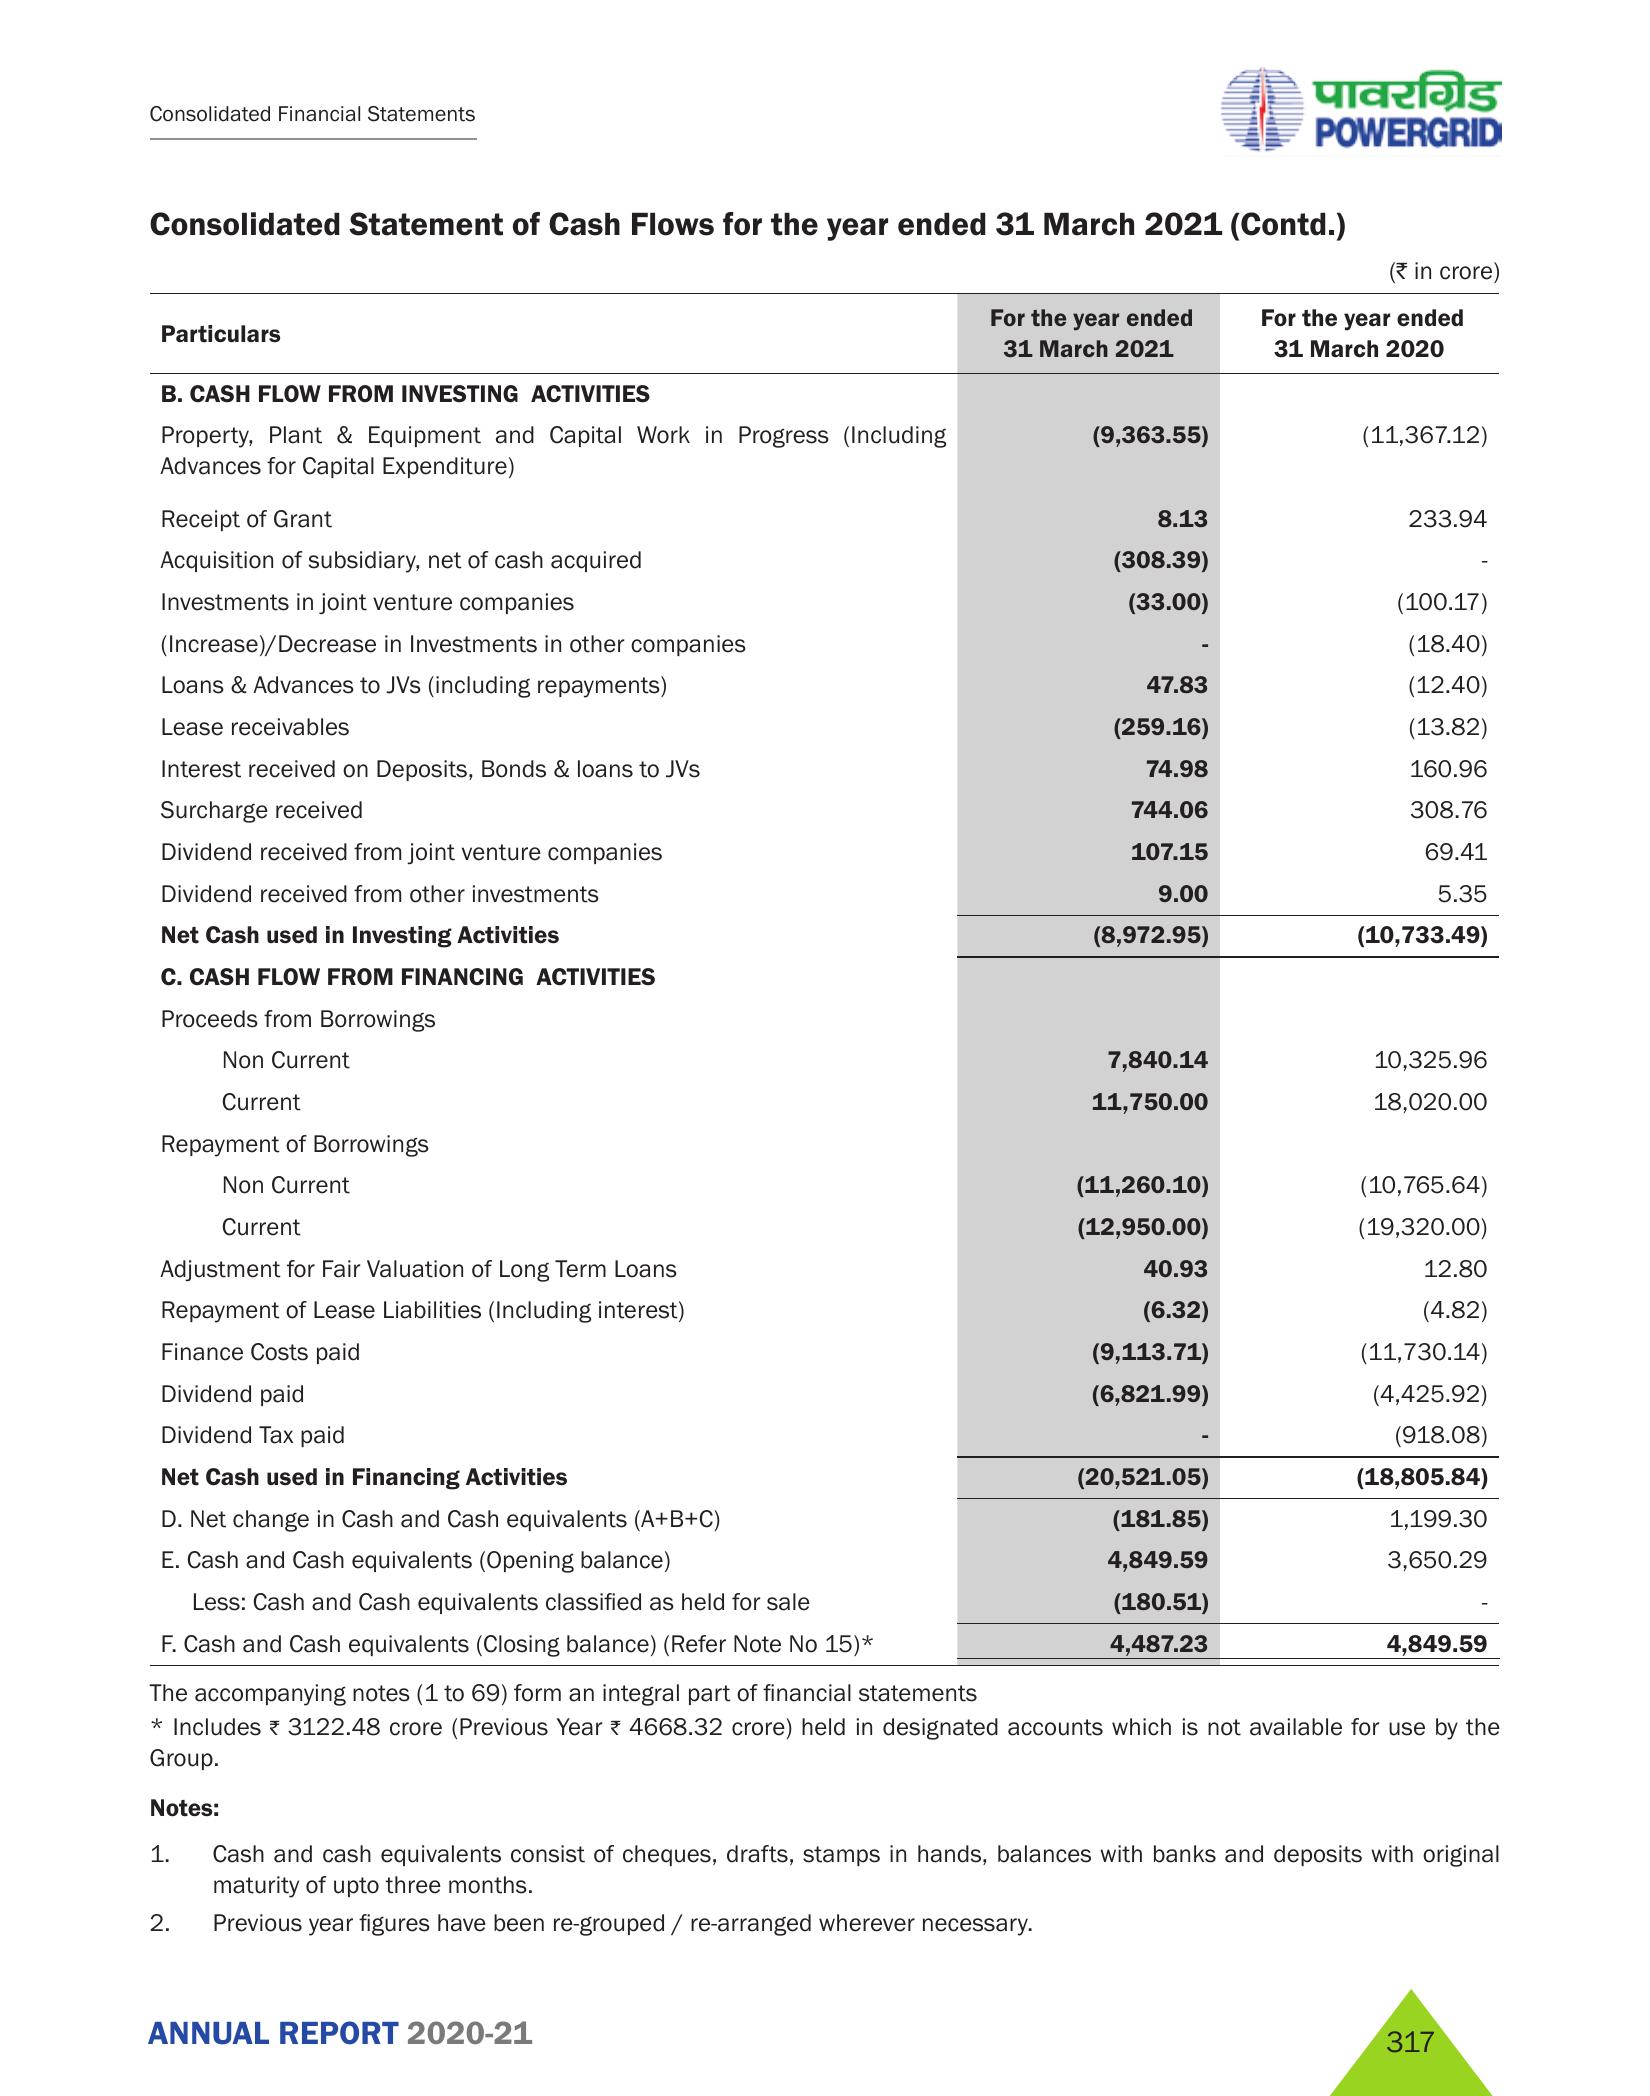 Consolidated Financial Statements
पावरग्रिड
POWERGRID
Consolidated Statement of Cash Flows for the year ended 31 March 2021 (Contd.)
(₹ in crore)
Particulars For the year ended 31 March 2021 For the year ended 31 March 2020
B. CASH FLOW FROM INVESTING ACTIVITIES
Property, Plant & Equipment and Capital Work in Progress (Including (9,363.55) (11,367.12)
Advances for Capital Expenditure)
Receipt of Grant 8.13 233.94
Acquisition of subsidiary, net of cash acquired (308.39) -
Investments in joint venture companies (33.00) (100.17)
(Increase)/Decrease in Investments in other companies - (18.40)
Loans & Advances to JVs (including repayments) 47.83 (12.40)
Lease receivables (259.16) (13.82)
Interest received on Deposits, Bonds & loans to JVs 74.98 160.96
Surcharge received 744.06 308.76
Dividend received from joint venture companies 107.15 69.41
Dividend received from other investments 9.00 5.35
Net Cash used in Investing Activities (8,972.95) (10,733.49)
C. CASH FLOW FROM FINANCING ACTIVITIES
Proceeds from Borrowings
Non Current 7,840.14 10,325.96
Current 11,750.00 18,020.00
Repayment of Borrowings
Non Current (11,260.10) (10,765.64)
Current (12,950.00) (19,320.00)
Adjustment for Fair Valuation of Long Term Loans 40.93 12.80
Repayment of Lease Liabilities (Including interest) (6.32) (4.82)
Finance Costs paid (9,113.71) (11,730.14)
Dividend paid (6,821.99) (4,425.92)
Dividend Tax paid - (918.08)
Net Cash used in Financing Activities (20,521.05) (18,805.84)
D. Net change in Cash and Cash equivalents (A+B+C) (181.85) 1,199.30
E. Cash and Cash equivalents (Opening balance) 4,849.59 3,650.29
Less: Cash and Cash equivalents classified as held for sale (180.51) -
F. Cash and Cash equivalents (Closing balance) (Refer Note No 15)* 4,487.23 4,849.59
The accompanying notes (1 to 69) form an integral part of financial statements
* Includes ₹ 3122.48 crore (Previous Year ₹ 4668.32 crore) held in designated accounts which is not available for use by the
Group.
Notes:
1. Cash and cash equivalents consist of cheques, drafts, stamps in hands, balances with banks and deposits with original
maturity of upto three months.
2. Previous year figures have been re-grouped / re-arranged wherever necessary.
ANNUAL REPORT 2020-21
317